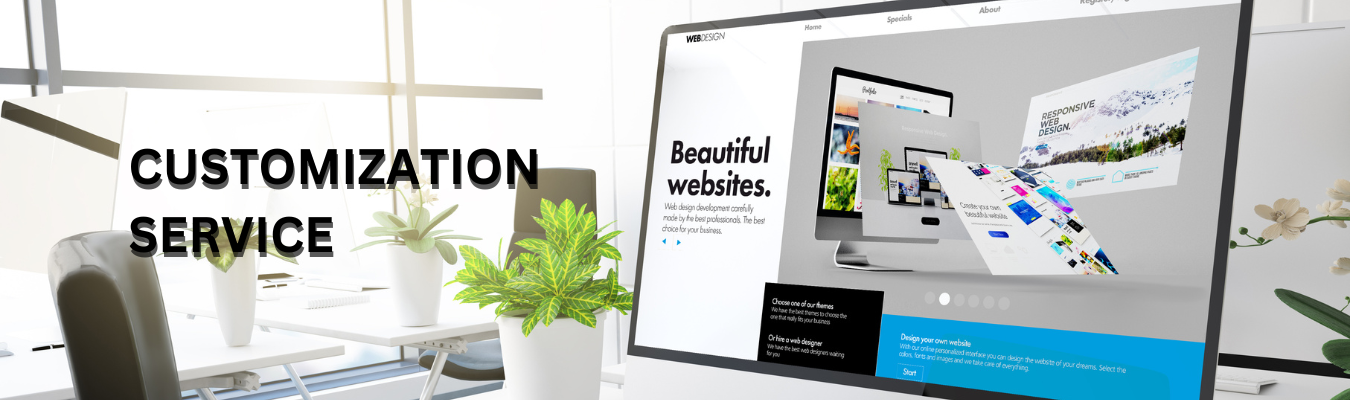 CUSTOMIZATION
SERVICE
WEBDESIGN
Home
Specials
About
Beautiful
websites.
Web design development carefully
made by the best professionals. The best
choice for your business.
Portfolio
RESPONSIVE
WEB
DESIGN.
Create your own
beautiful website.
Choose one of our themes
We have the best themes to choose the
one that really fits your business
Or hire a web designer
We have the best web designers waiting
for you
Design your own website
With our online personalized interface you can design the website of your dreams. Select the
colors, fonts and images and we take care of everything.
Start